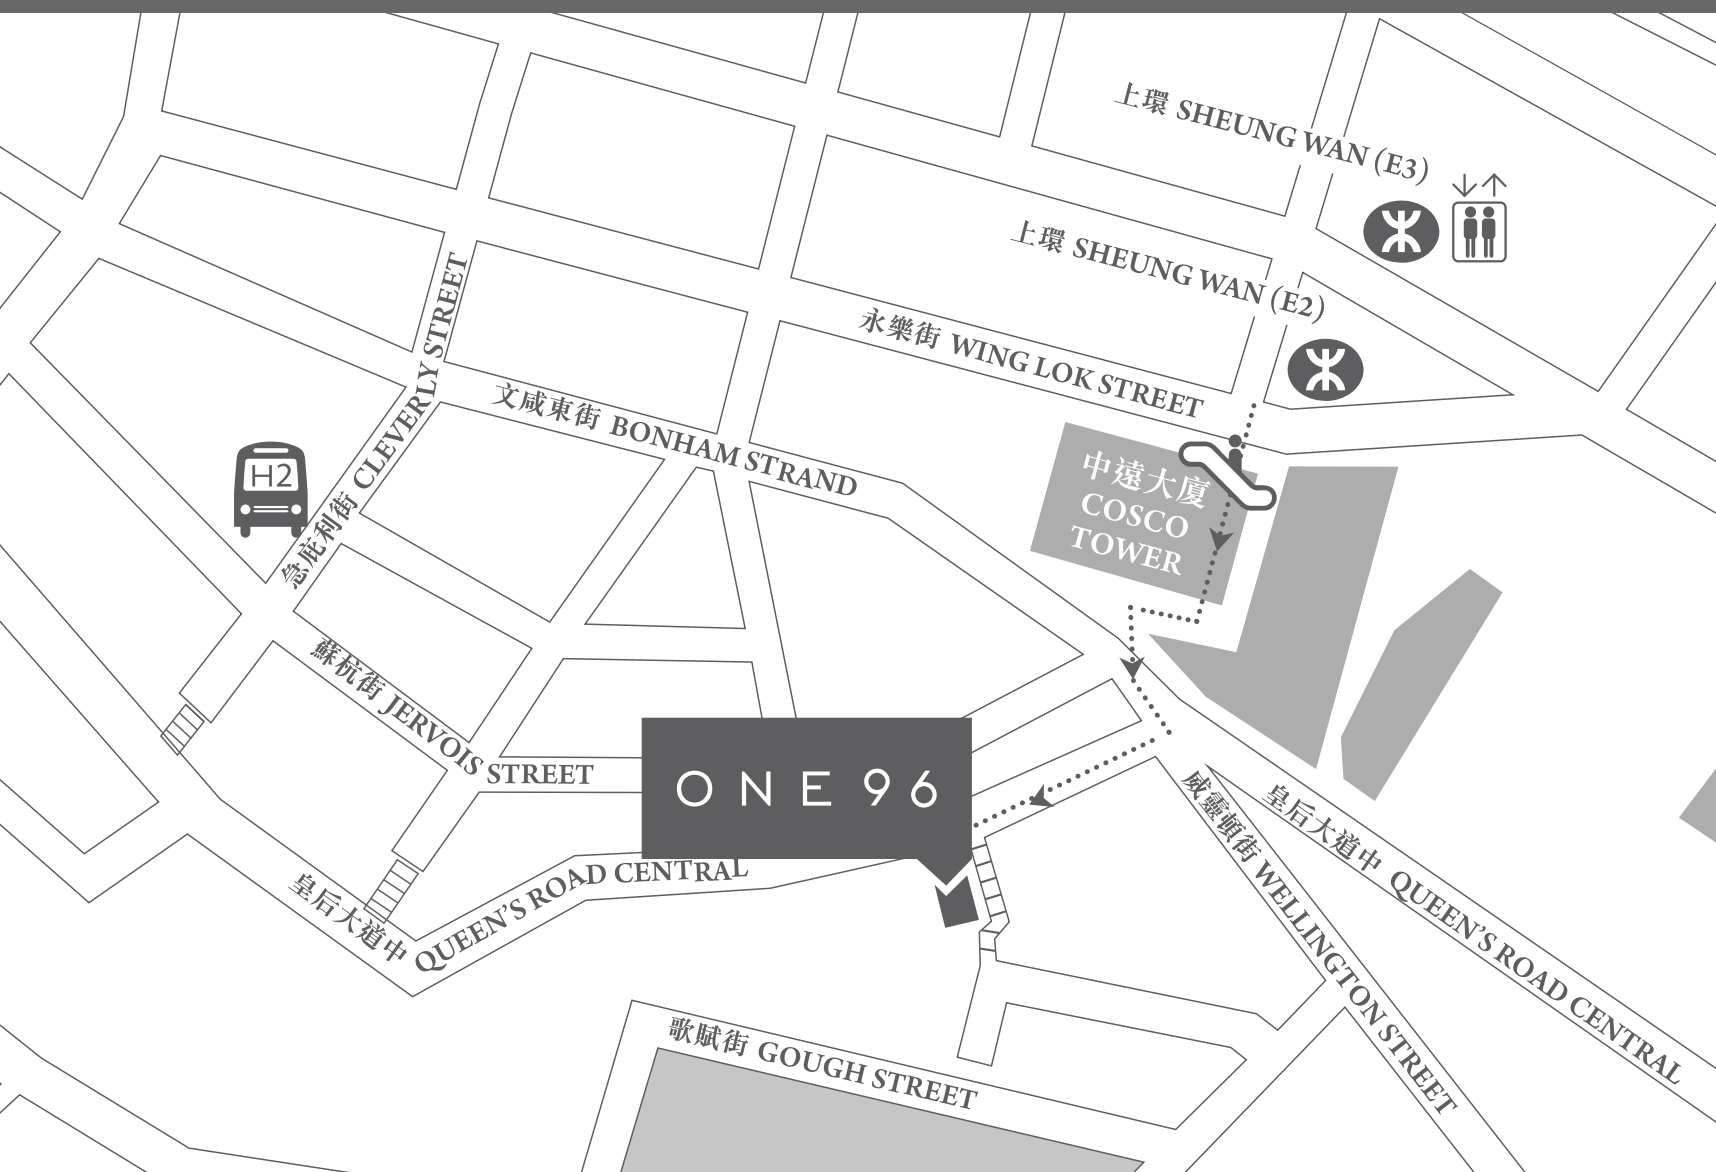 上環 SHEUNG WAN (E3)
上環 SHEUNG WAN (E2)
永樂街 WING LOK STREET
急庇利街 CLEVERLY STREET
文咸東街 BONHAM STRAND
H2
中遠大廈
COSCO
TOWER
蘇杭街 JERVOIS STREET
ONE 96
皇后大道中 QUEEN'S ROAD CENTRAL
威靈頓街 WELLINGTON STREET
皇后大道中 QUEEN'S ROAD CENTRAL
歌賦街 GOUGH STREET